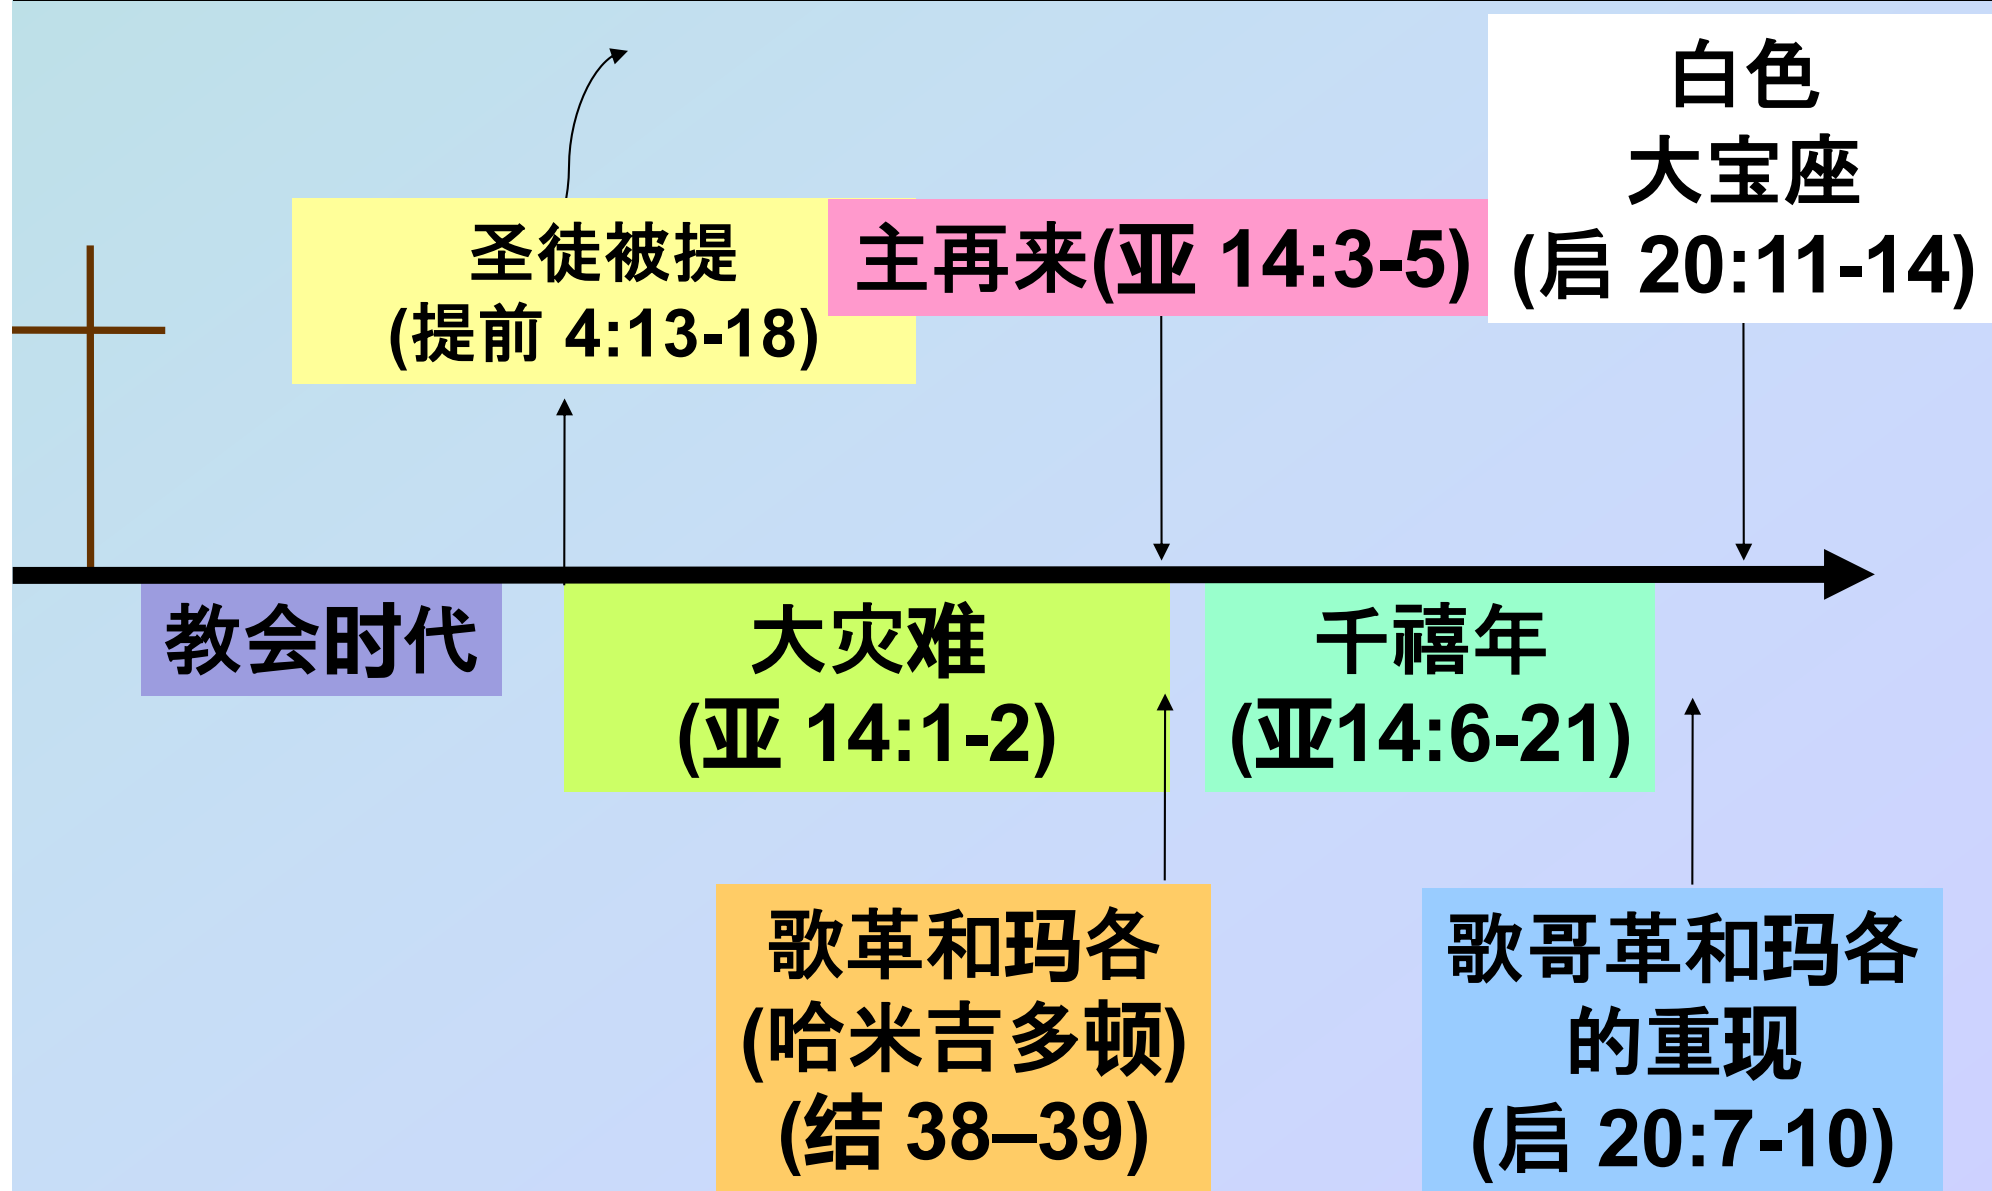 白色
大宝座
(启 20:11-14)
圣徒被提
(提前 4:13-18)
主再来(亚 14:3-5)
教会时代
大灾难
(亚 14:1-2)
千禧年
(亚14:6-21)
歌革和玛各
(哈米吉多顿)
(结 38–39)
歌哥革和玛各
的重现
(启 20:7-10)